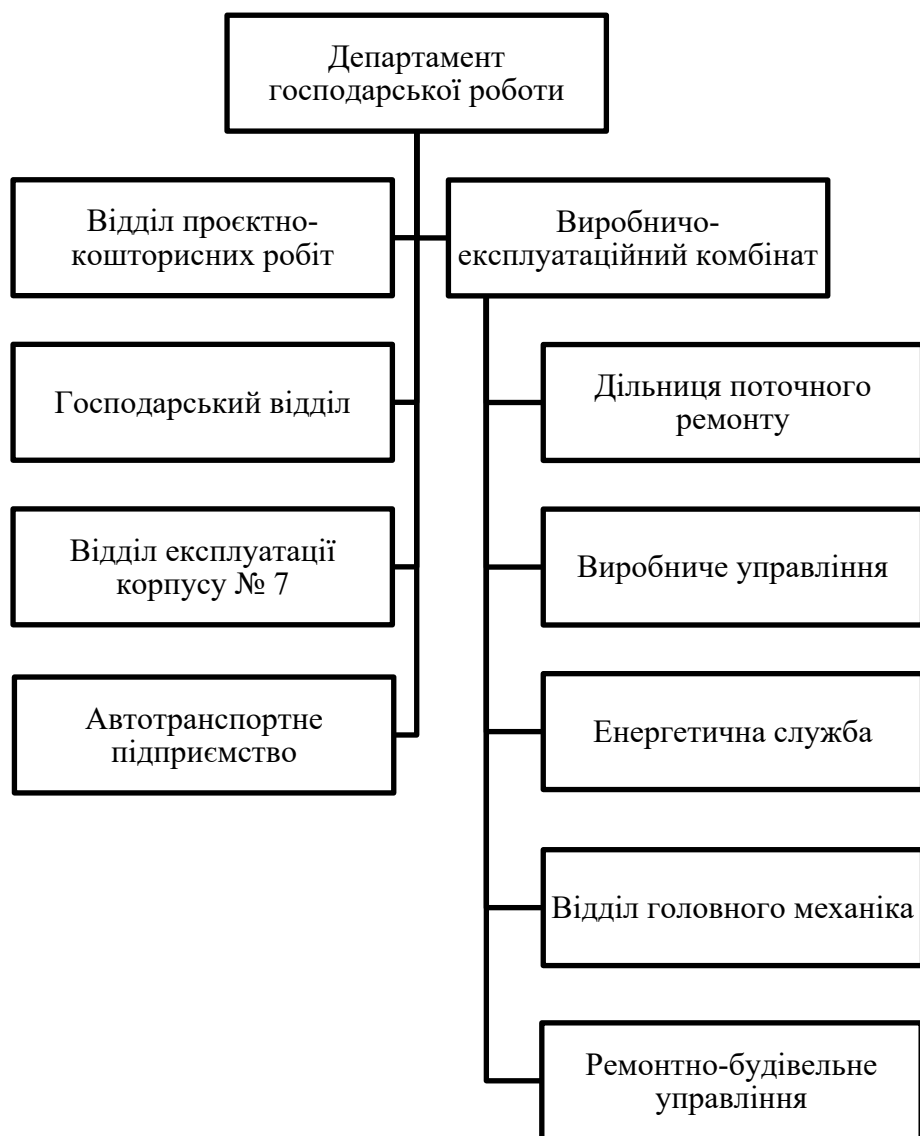 Департамент
господарської роботи
Відділ проєктно-
кошторисних робіт
Виробничо-
експлуатаційний комбінат
Господарський відділ
Дільниця поточного
ремонту
Відділ експлуатації
корпусу № 7
Виробниче управління
Автотранспортне
підприємство
Енергетична служба
Відділ головного механіка
Ремонтно-будівельне
управління